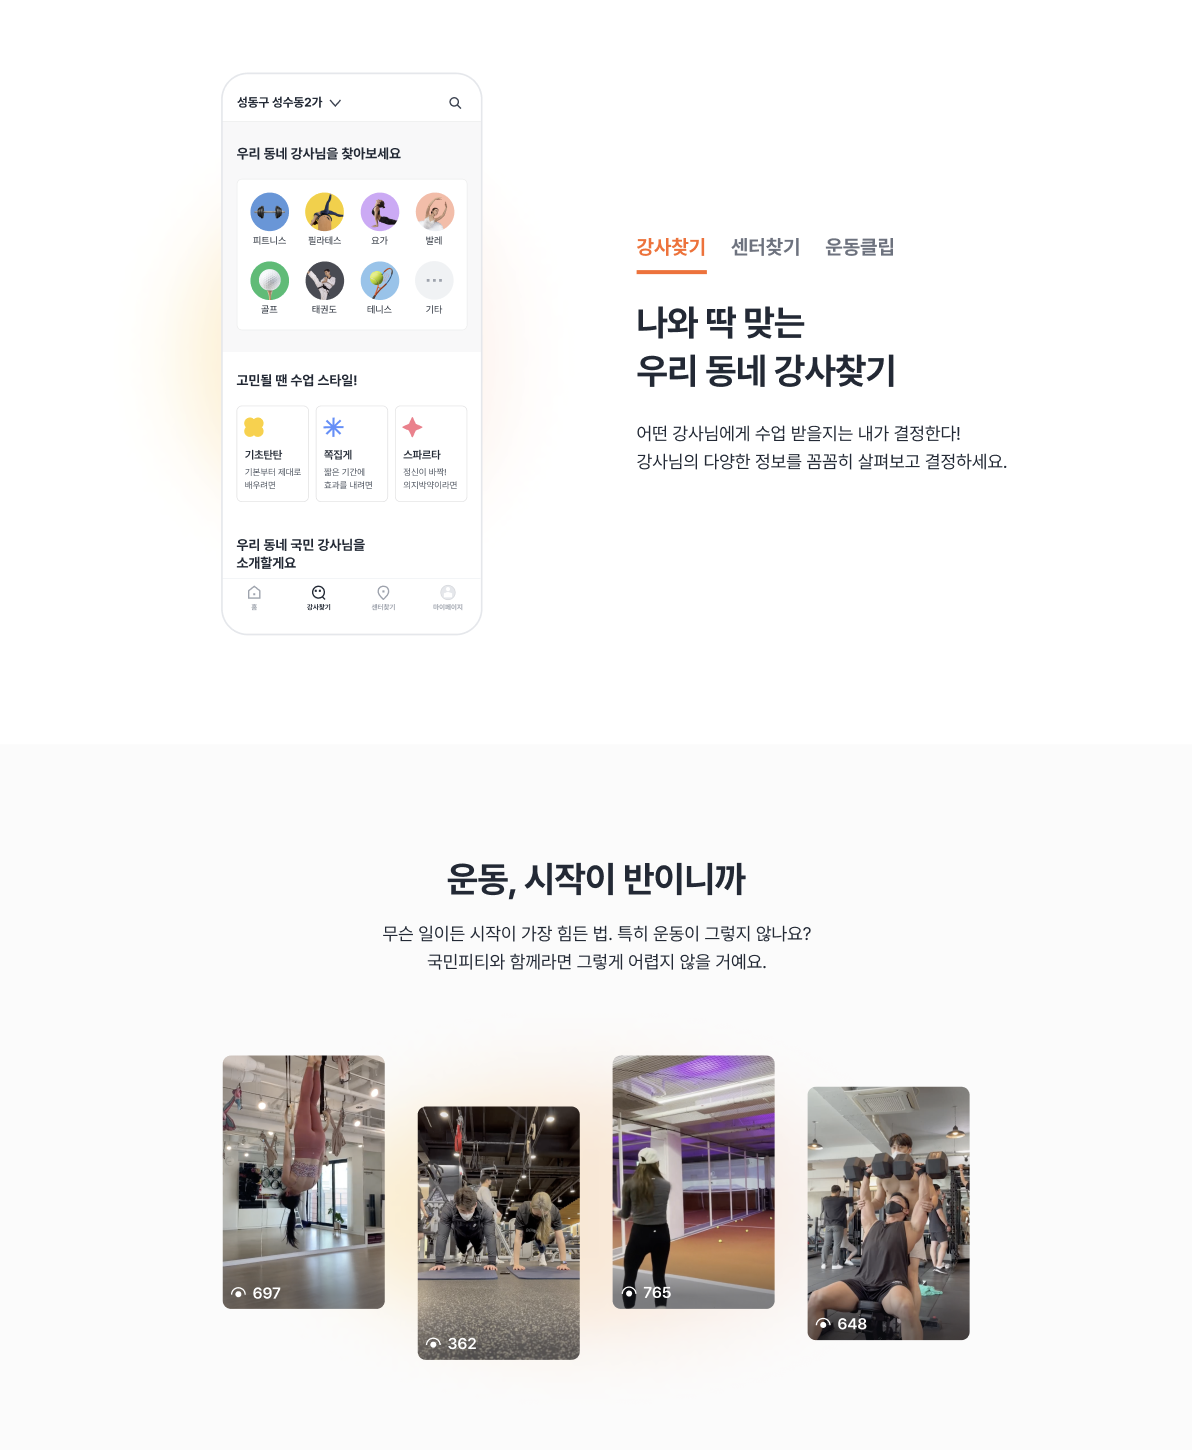 성동구 성수동2가
우리 동네 강사님을 찾아보세요
피트니스 필라테스 요가 발레
골프 태권도 테니스 기타
고민될 땐 수업 스타일!
기초탄탄
기본부터 제대로
배우려면
쪽집게
짧은 기간에
효과를 내려면
스파르타
정신이 바짝!
의지박약이라면
우리 동네 국민 강사님을
소개할게요
홈 강사찾기 센터찾기 마이페이지
강사찾기 센터찾기 운동클립
나와 딱 맞는
우리 동네 강사찾기
어떤 강사님에게 수업 받을지는 내가 결정한다!
강사님의 다양한 정보를 꼼꼼히 살펴보고 결정하세요.
운동, 시작이 반이니까
무슨 일이든 시작이 가장 힘든 법. 특히 운동이 그렇지 않나요?
국민피티와 함께라면 그렇게 어렵지 않을 거예요.
697
362
765
648